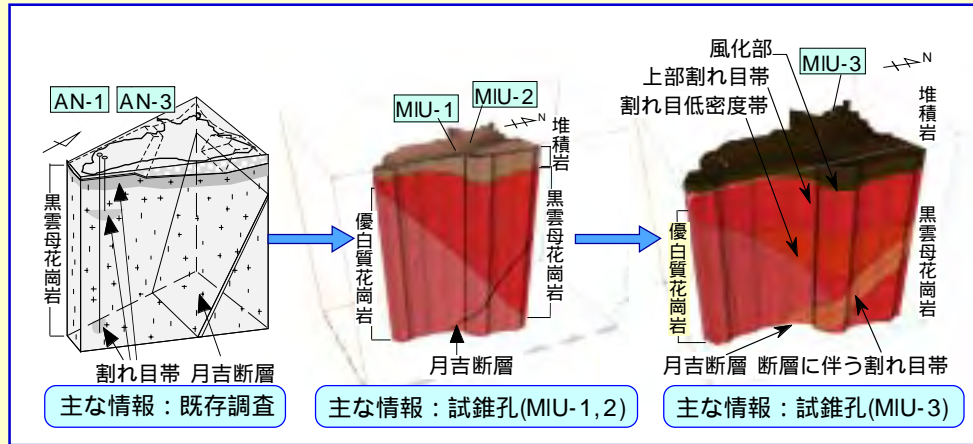 AN-1 AN-3
黒雲母花崗岩
割れ目帯 月吉断層
主な情報：既存調査
MIU-1
MIU-2
N
堆積岩
優白質花崗岩
黒雲母花崗岩
月吉断層
主な情報：試錐孔(MIU-1,2)
風化部
上部割れ目帯
割れ目低密度帯
MIU-3
N
堆積岩
優白質花崗岩
黒雲母花崗岩
月吉断層 断層に伴う割れ目帯
主な情報：試錐孔(MIU-3)